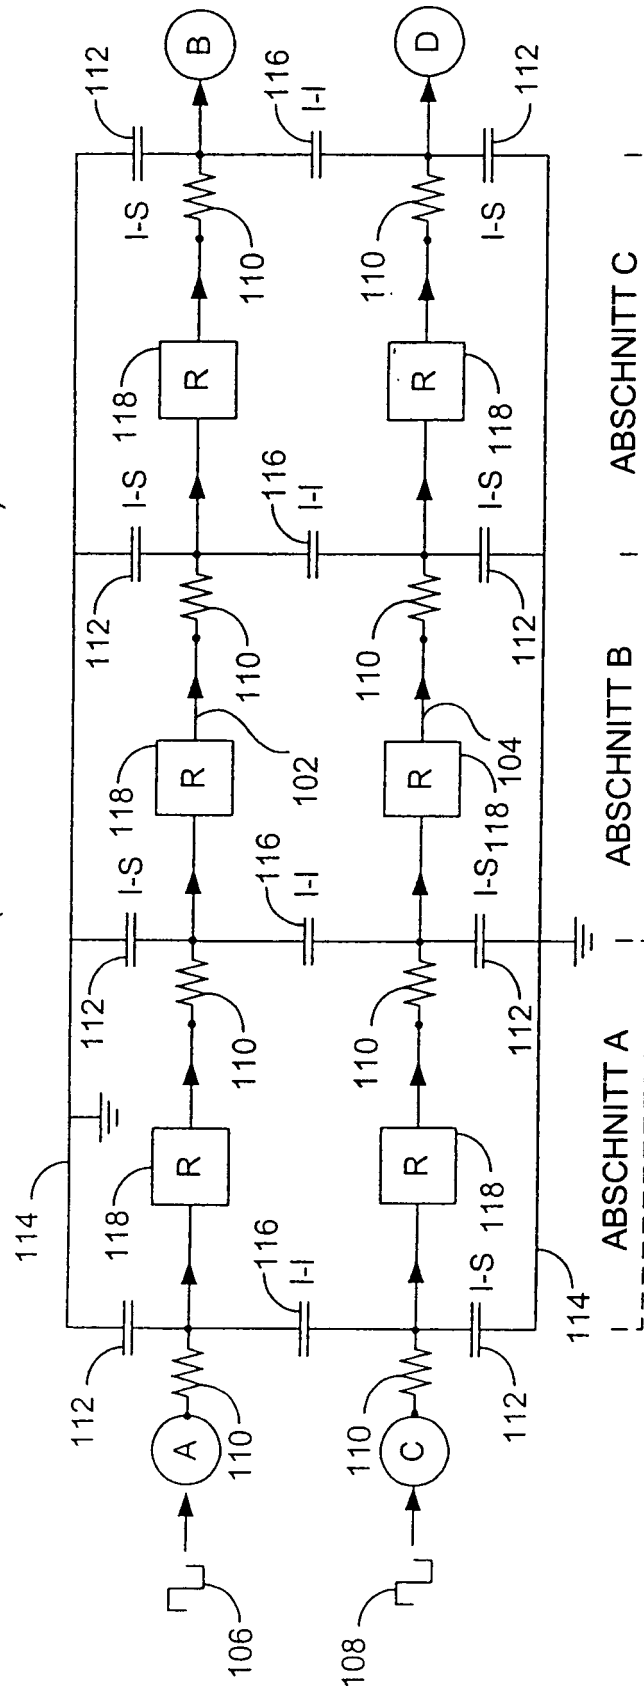 114
112
112
112
112
118
I-S
118
I-S
118
I-S
A
R
R
R
B
106
110
110
110
110
116
116
116
116
I-I
102
I-I
I-I
I-I
108
110
110
110
110
C
R
R
R
D
I-S
118
I-S
118
I-S
118
I-S
112
112
104
112
112
114
ABSCHNITT A
ABSCHNITT B
ABSCHNITT C